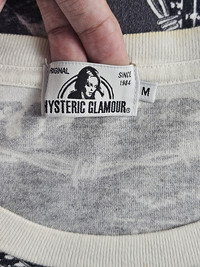 ORIGINAL SINCE
1984
HYSTERIC GLAMOUR®
M